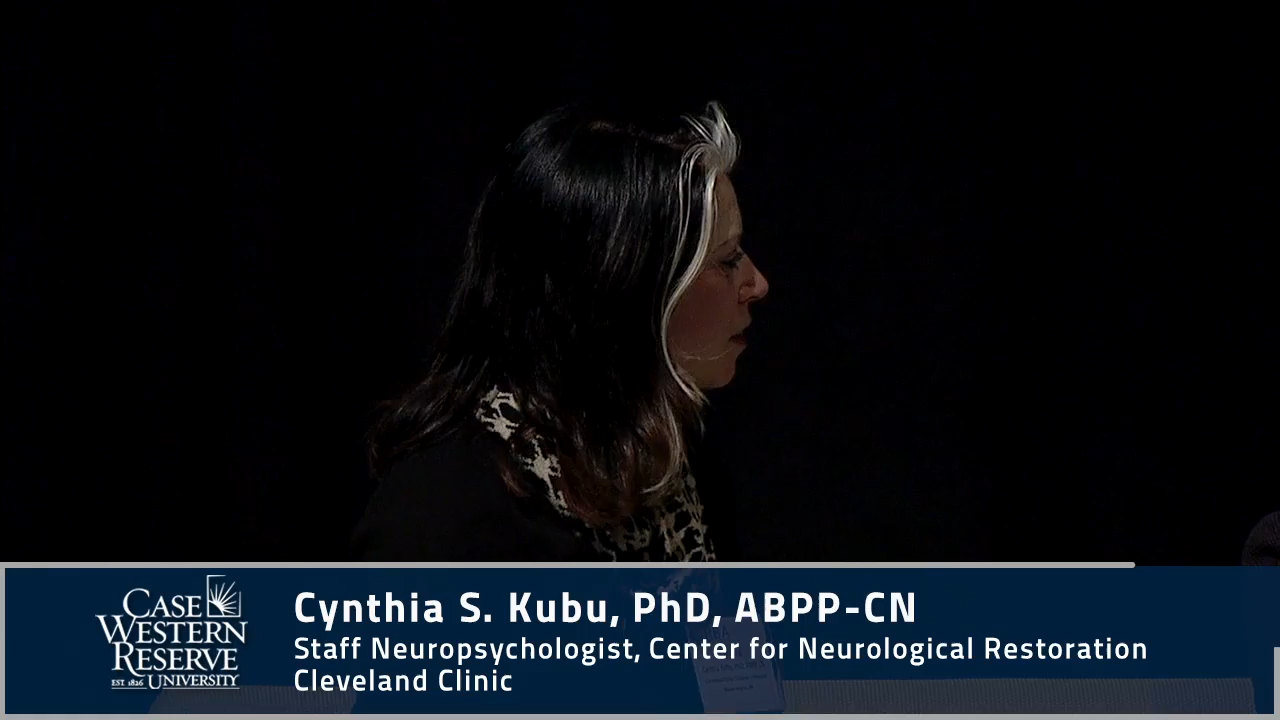 CASE
WESTERN
RESERVE
EST. 1826 UNIVERSITY
Cynthia S. Kubu, PhD, ABPP-CN
Staff Neuropsychologist, Center for Neurological Restoration
Cleveland Clinic